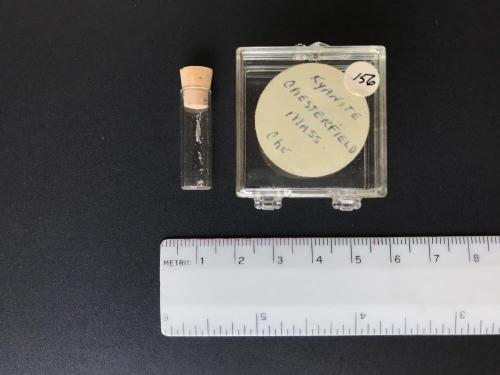 156
KYANITE
CHESTERFIELD
MASS
Chc
METRIC 1 2 3 4 5 6 7 8
5 4 3